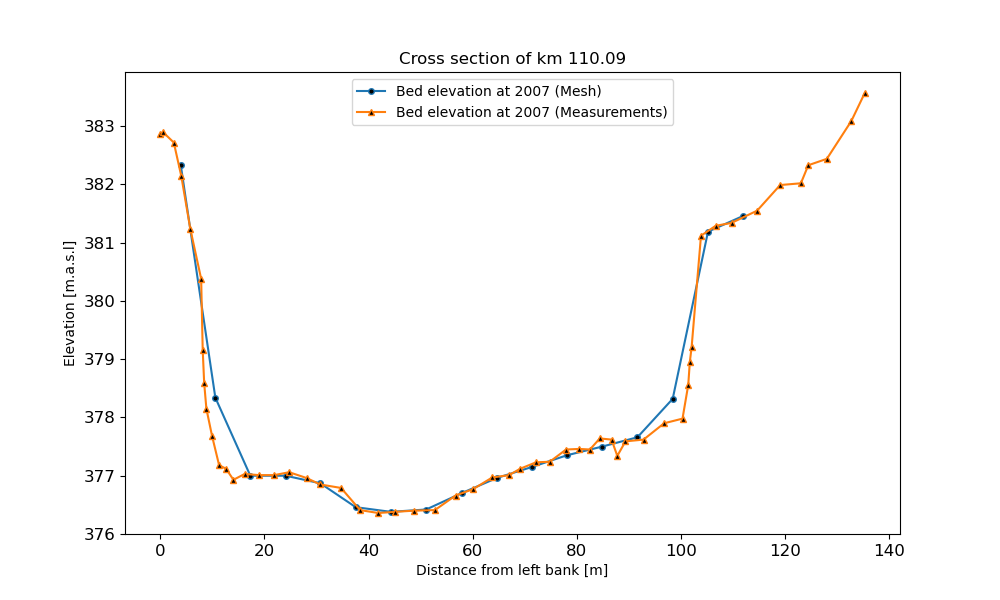 Cross section of km 110.09
Bed elevation at 2007 (Mesh)
Bed elevation at 2007 (Measurements)
383
382
381
380
379
378
377
376
Elevation [m.a.s.l]
0 20 40 60 80 100 120 140
Distance from left bank [m]